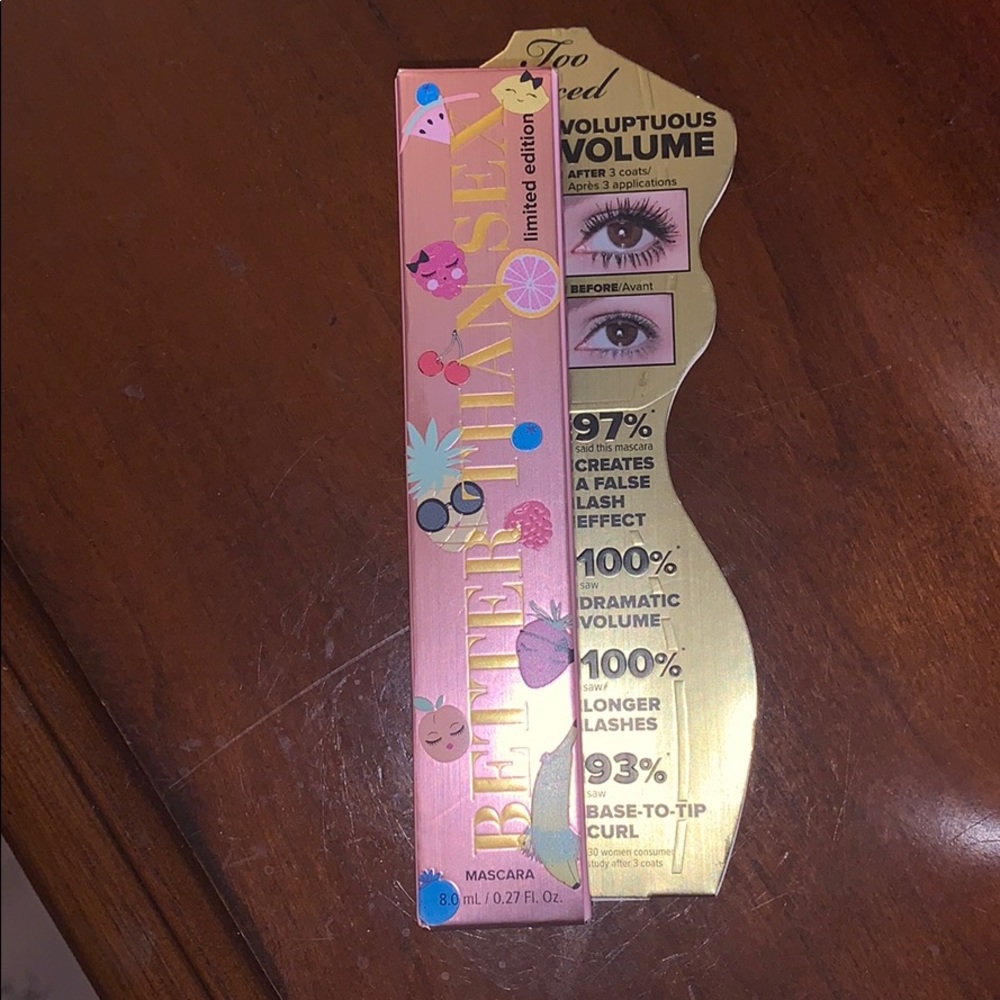 BETTER THAN SEX
limited edition
MASCARA
8.0 mL / 0.27 Fl. Oz.
Too
ced
VOLUPTUOUS
VOLUME
AFTER 3 coats/
Après 3 applications
BEFORE/Avant
97%*
said this mascara
CREATES
A FALSE
LASH
EFFECT
100%*
saw
DRAMATIC
VOLUME
100%*
saw
LONGER
LASHES
93%*
saw
BASE-TO-TIP
CURL
30 women consumer
study after 3 coats